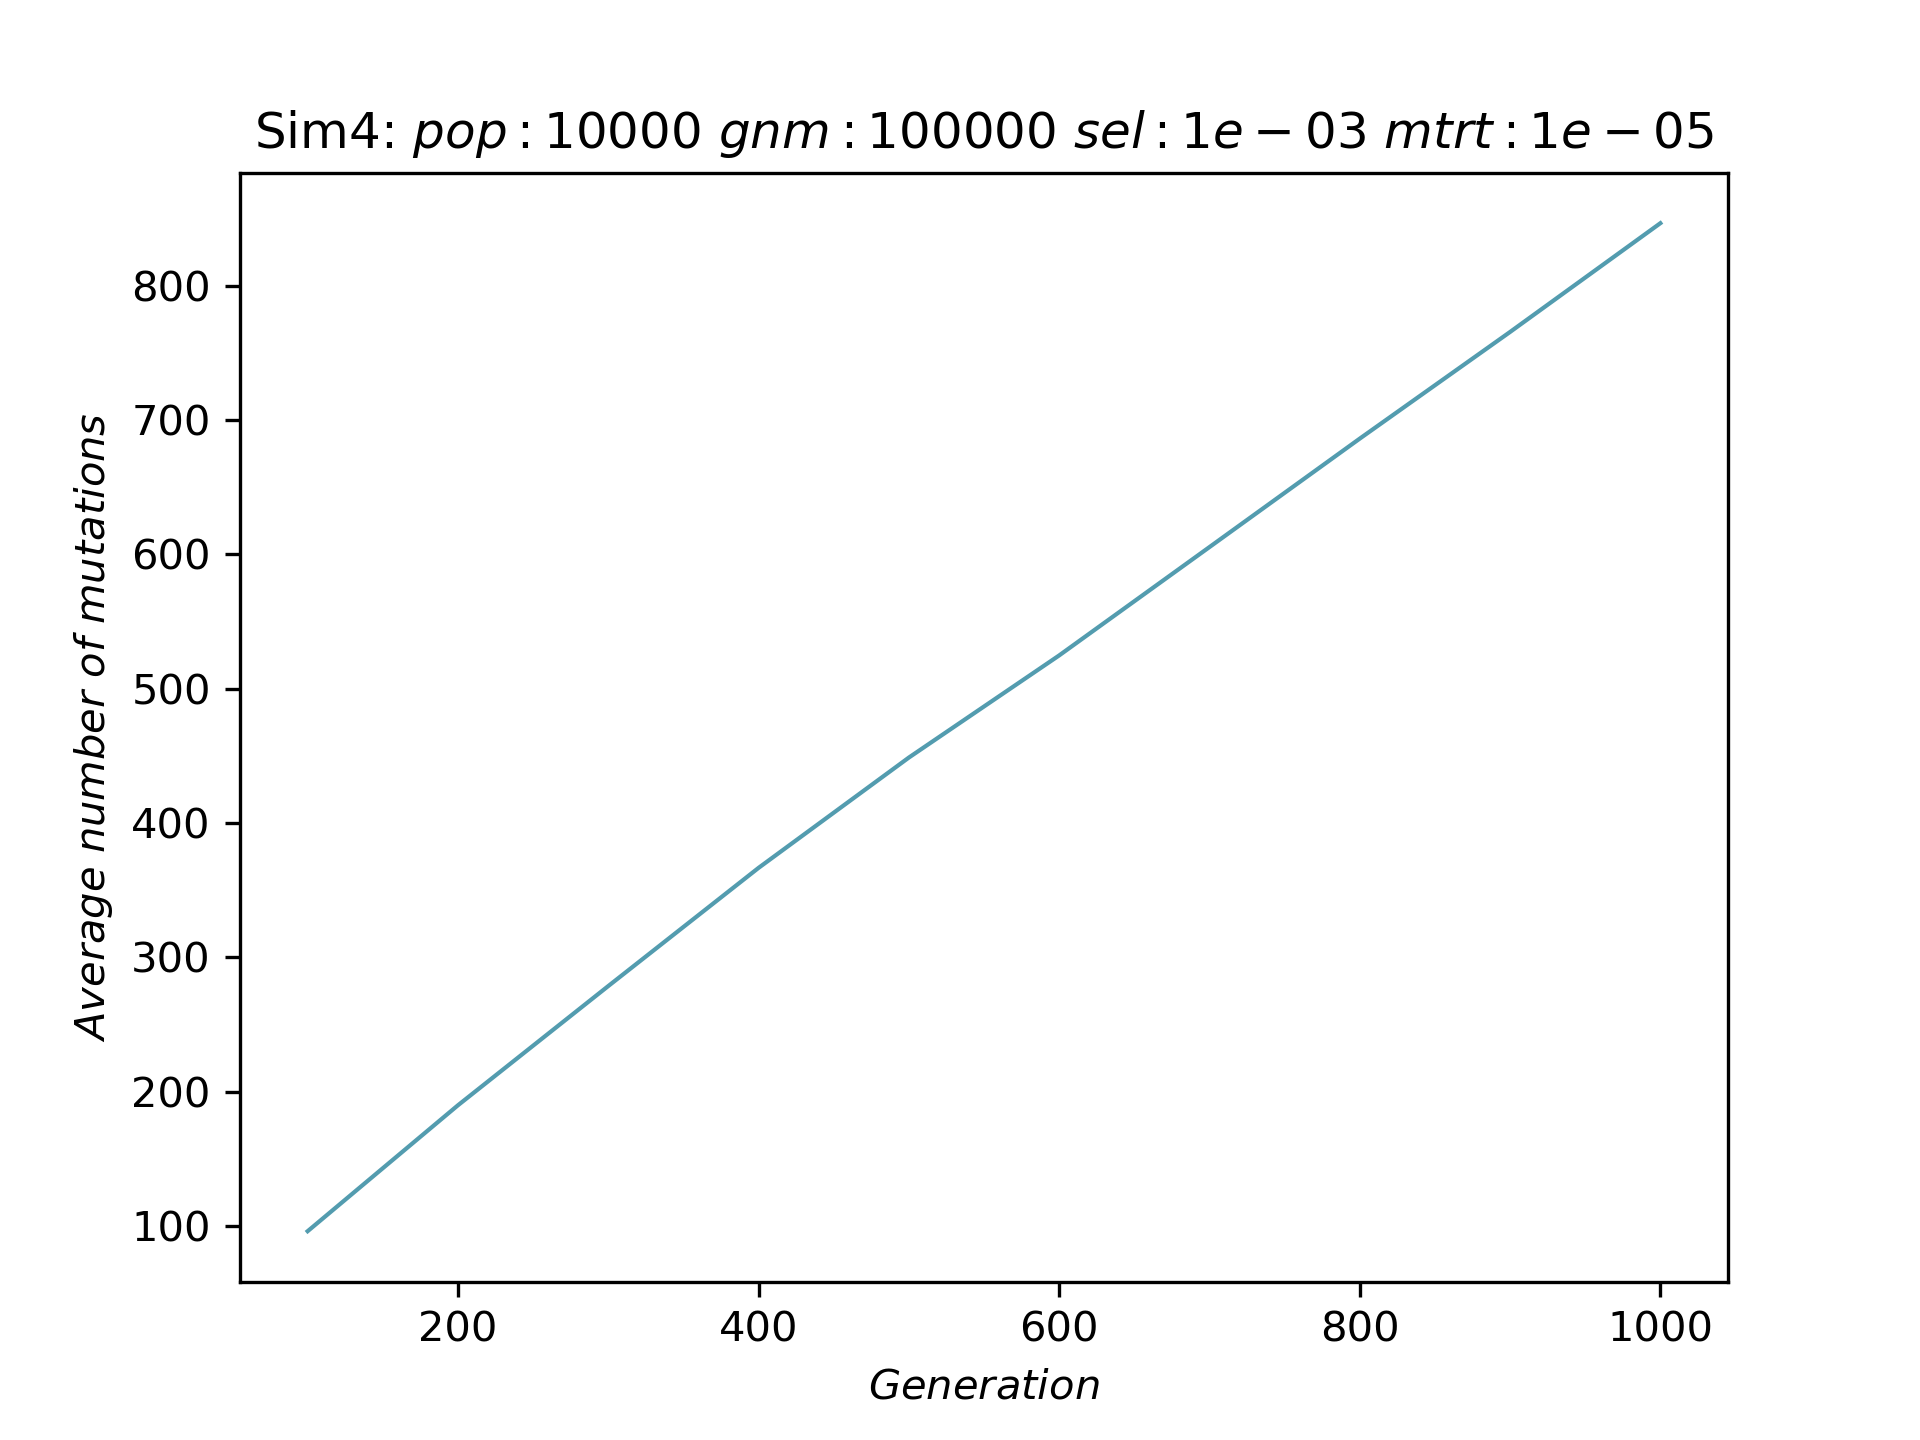 Sim4: pop : 10000 gnm : 100000 sel : 1e − 03 mtrt : 1e − 05
Average number of mutations
800
700
600
500
400
300
200
100
200 400 600 800 1000
Generation